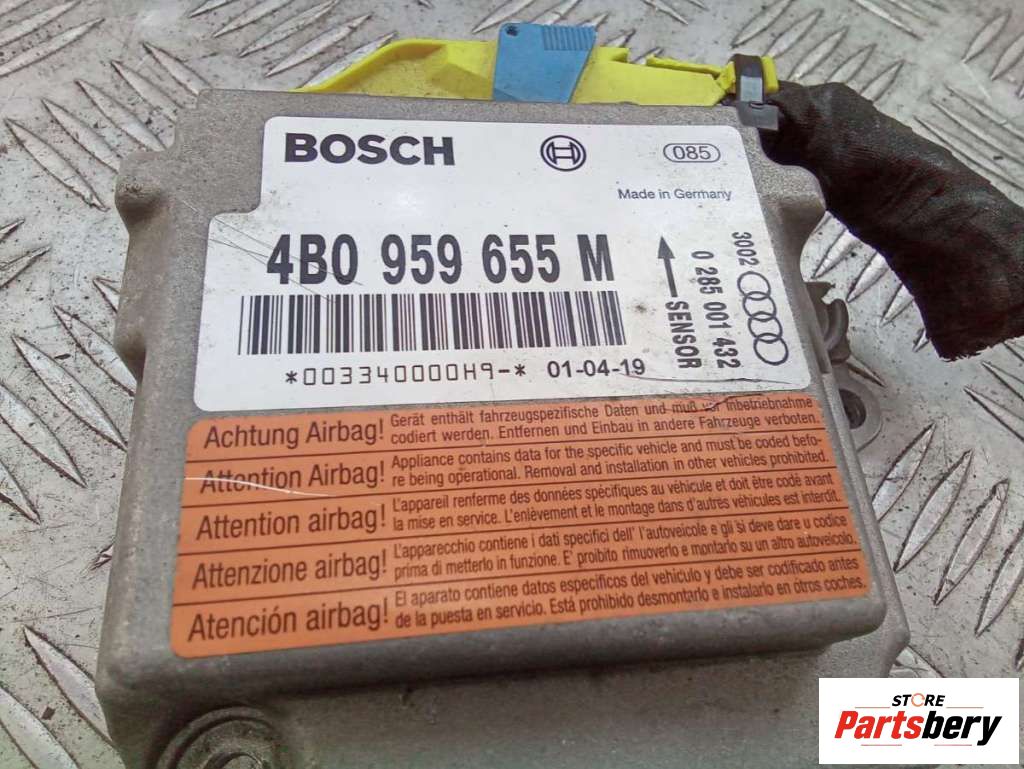 BOSCH
085
Made in Germany
4B0 959 655 M
SENSOR
0 285 001 432
3002
*003340000H9-* 01-04-19
Achtung Airbag! Gerät enthält fahrzeugspezifische Daten und muß vor Inbetriebnahme
codiert werden. Entfernen und Einbau in andere Fahrzeuge verboten.
Attention Airbag! Appliance contains data for the specific vehicle and must be coded befo-
re being operational. Removal and installation in other vehicles prohibited.
Attention airbag! L'appareil renferme des données spécifiques au véhicule et doit être codé avant
la mise en service. L'enlèvement et le montage dans d'autres véhicules est interdit.
Attenzione airbag! L'apparecchio contiene i dati specifici dell' l'autoveicole e gli si deve dare u codice
prima di metterlo in funzione. E' proibito rimuoverlo e montarlo su un altro autoveicolo.
Atención airbag! El aparato contiene datos especificos del vehículo y debe ser codificado antes
de la puesta en servicio. Está prohibido desmontarlo e instalarlo en otros coches.
STORE
Partsbery